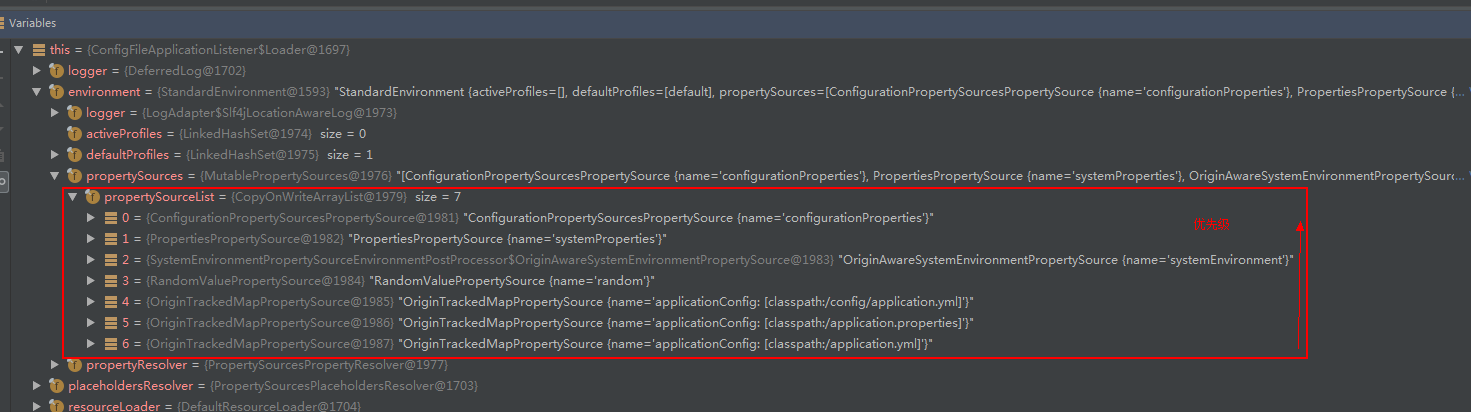 Variables
this = {ConfigFileApplicationListener$Loader@1697}
logger = {DeferredLog@1702}
environment = {StandardEnvironment@1593} "StandardEnvironment {activeProfiles=[], defaultProfiles=[default], propertySources=[ConfigurationPropertySourcesPropertySource {name='configurationProperties'}, PropertiesPropertySource {...
logger = {LogAdapter$Slf4jLocationAwareLog@1973}
activeProfiles = {LinkedHashSet@1974} size = 0
defaultProfiles = {LinkedHashSet@1975} size = 1
propertySources = {MutablePropertySources@1976} "[ConfigurationPropertySourcesPropertySource {name='configurationProperties'}, PropertiesPropertySource {name='systemProperties'}, OriginAwareSystemEnvironmentPropertySourc...
propertySourceList = {CopyOnWriteArrayList@1979} size = 7
0 = {ConfigurationPropertySourcesPropertySource@1981} "ConfigurationPropertySourcesPropertySource {name='configurationProperties'}"
1 = {PropertiesPropertySource@1982} "PropertiesPropertySource {name='systemProperties'}"
优先级
2 = {SystemEnvironmentPropertySourceEnvironmentPostProcessor$OriginAwareSystemEnvironmentPropertySource@1983} "OriginAwareSystemEnvironmentPropertySource {name='systemEnvironment'}"
3 = {RandomValuePropertySource@1984} "RandomValuePropertySource {name='random'}"
4 = {OriginTrackedMapPropertySource@1985} "OriginTrackedMapPropertySource {name='applicationConfig: [classpath:/config/application.yml]'}"
5 = {OriginTrackedMapPropertySource@1986} "OriginTrackedMapPropertySource {name='applicationConfig: [classpath:/application.properties]'}"
6 = {OriginTrackedMapPropertySource@1987} "OriginTrackedMapPropertySource {name='applicationConfig: [classpath:/application.yml]'}"
propertyResolver = {PropertySourcesPropertyResolver@1977}
placeholdersResolver = {PropertySourcesPlaceholdersResolver@1703}
resourceLoader = {DefaultResourceLoader@1704}